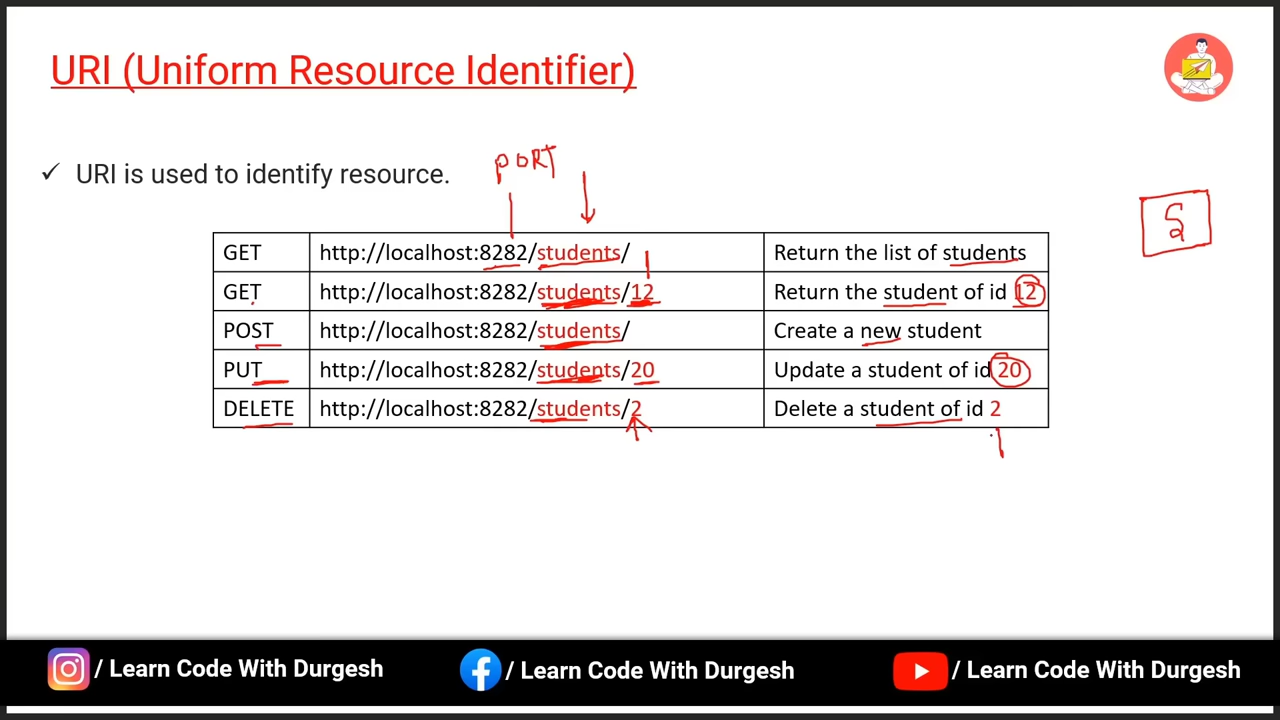 URI (Uniform Resource Identifier)
PORT
✓ URI is used to identify resource.
GET http://localhost:8282/students/ Return the list of students
GET http://localhost:8282/students/12 Return the student of id 12
POST http://localhost:8282/students/ Create a new student
PUT http://localhost:8282/students/20 Update a student of id 20
DELETE http://localhost:8282/students/2 Delete a student of id 2
/ Learn Code With Durgesh / Learn Code With Durgesh / Learn Code With Durgesh